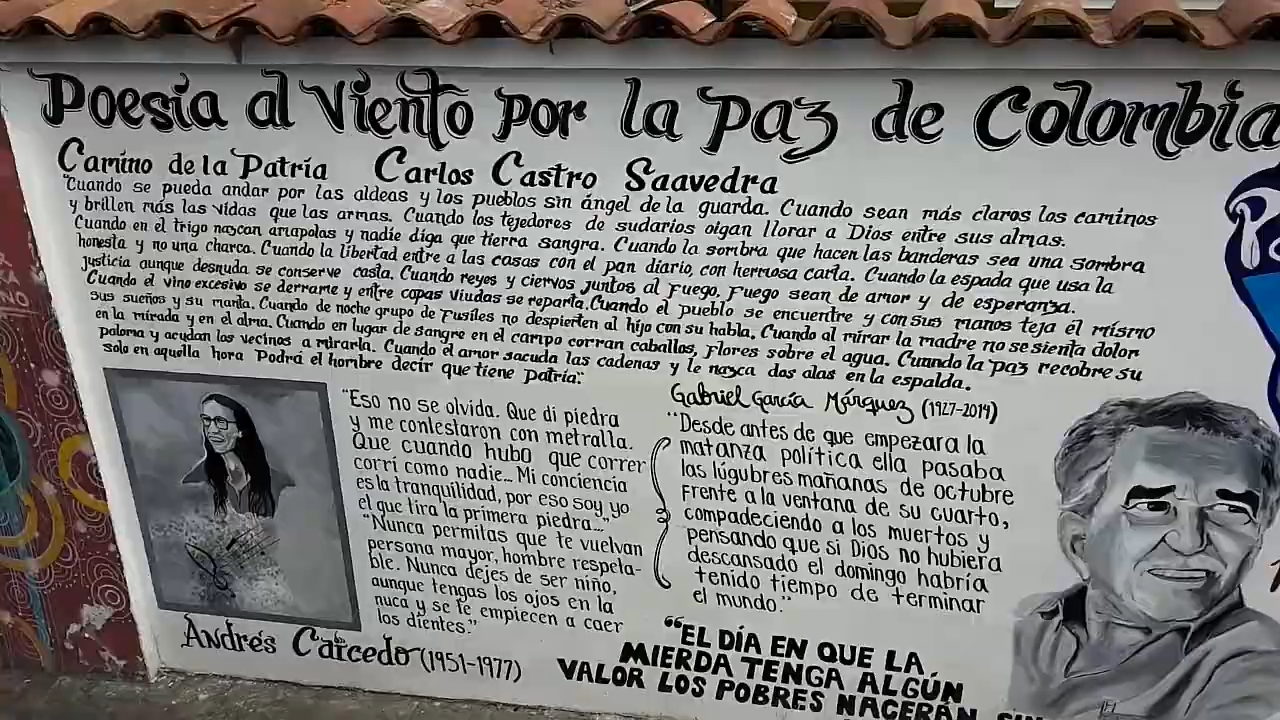 Poesía al Viento por la Paz de Colombia
Camino de la Patria Carlos Castro Saavedra
"Cuando se pueda andar por las aldeas y los pueblos sin ángel de la guarda. Cuando sean más claros los caminos
y brillen más las vidas que las armas. Cuando los tejedores de sudarios oigan llorar a Dios entre sus almas.
Cuando en el trigo nazcan amapolas y nadie diga que tierra sangra. Cuando la sombra que hacen las banderas sea una sombra
honesta y no una charca. Cuando la libertad entre a las casas con el pan diario, con hermosa carta. Cuando la espada que usa la
justicia aunque desnuda se conserve casta. Cuando reyes y ciervos juntos al fuego, fuego sean de amor y de esperanza.
Cuando el vino excesivo se derrame y entre copas viudas se reparta. Cuando el pueblo se encuentre y con sus manos teja él mismo
sus sueños y su manta. Cuando de noche grupo de fusiles no despierten al hijo con su habla. Cuando al mirar la madre no se sienta dolor
en la mirada y en el alma. Cuando en lugar de sangre en el campo corran caballos, flores sobre el agua. Cuando la paz recobre su
paloma y acudan los vecinos a mirarla. Cuando el amor sacuda las cadenas y le nazca dos alas en la espalda.
solo en aquella hora Podrá el hombre decir que tiene Patria."
"Eso no se olvida. Que di piedra
y me contestaron con metralla.
Que cuando hubo que correr
corrí como nadie... Mi conciencia
es la tranquilidad, por eso soy yo
el que tira la primera piedra..."
"Nunca permitas que te vuelvan
persona mayor, hombre respeta-
ble. Nunca dejes de ser niño,
aunque tengas los ojos en la
nuca y se te empiecen a caer
los dientes."
Andrés Caicedo (1951-1977)
Gabriel García Márquez (1927-2014)
"Desde antes de que empezara la
matanza política ella pasaba
las lúgubres mañanas de octubre
frente a la ventana de su cuarto,
compadeciendo a los muertos y
pensando que si Dios no hubiera
descansado el domingo habría
tenido tiempo de terminar
el mundo."
"EL DÍA EN QUE LA
MIERDA TENGA ALGÚN
VALOR LOS POBRES NACERÁN SIN